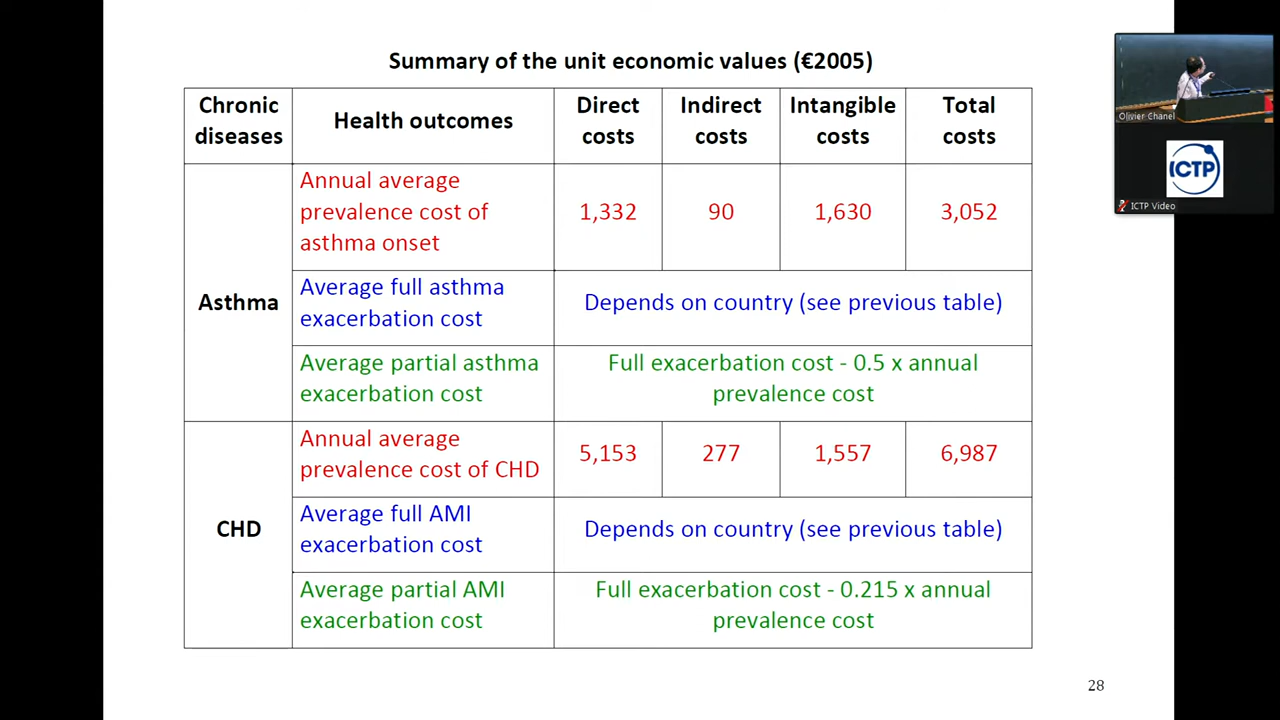 Summary of the unit economic values (€2005)
Chronic
diseases
Health outcomes
Direct
costs
Indirect
costs
Intangible
costs
Total
costs
Asthma
Annual average
prevalence cost of
asthma onset
1,332
90
1,630
3,052
Average full asthma
exacerbation cost
Depends on country (see previous table)
Average partial asthma
exacerbation cost
Full exacerbation cost - 0.5 x annual
prevalence cost
CHD
Annual average
prevalence cost of CHD
5,153
277
1,557
6,987
Average full AMI
exacerbation cost
Depends on country (see previous table)
Average partial AMI
exacerbation cost
Full exacerbation cost - 0.215 x annual
prevalence cost
28
Olivier Chanel
ICTP
ICTP Video